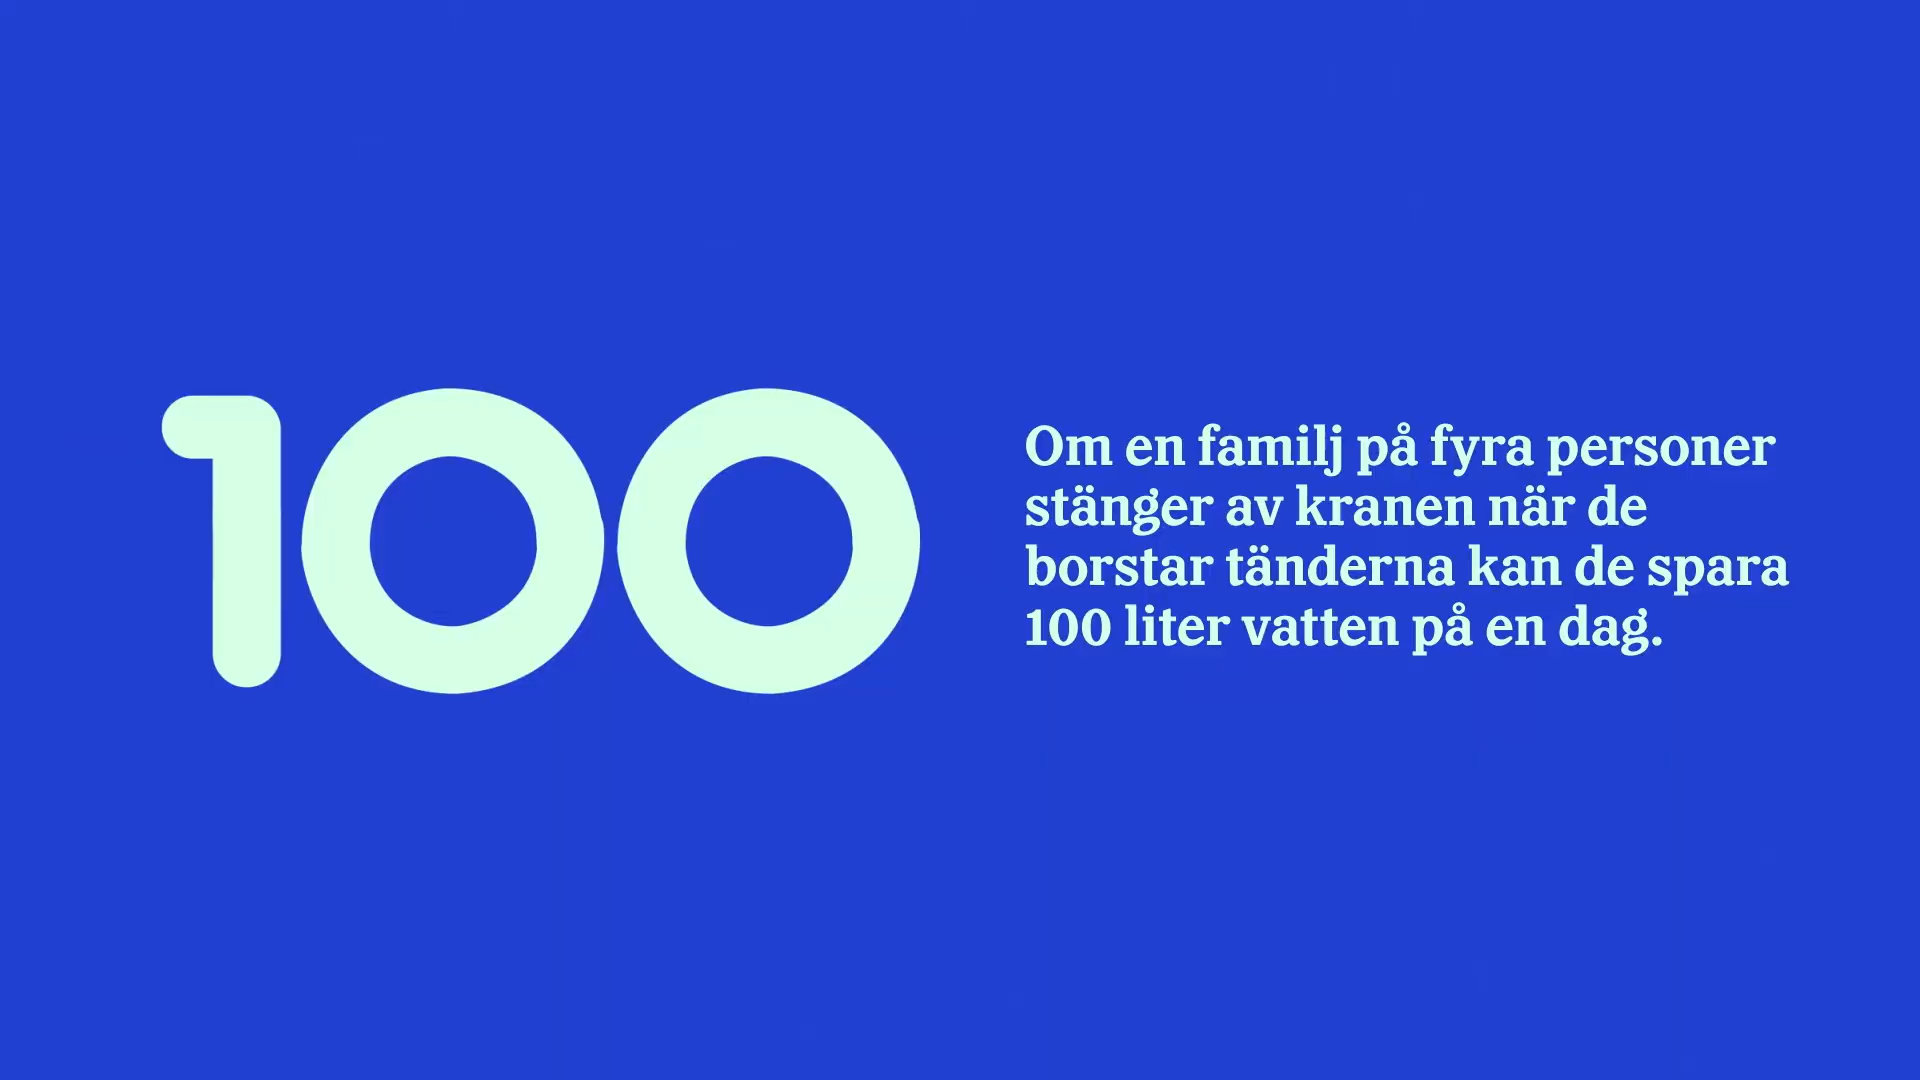 100
Om en familj på fyra personer
stänger av kranen när de
borstar tänderna kan de spara
100 liter vatten på en dag.